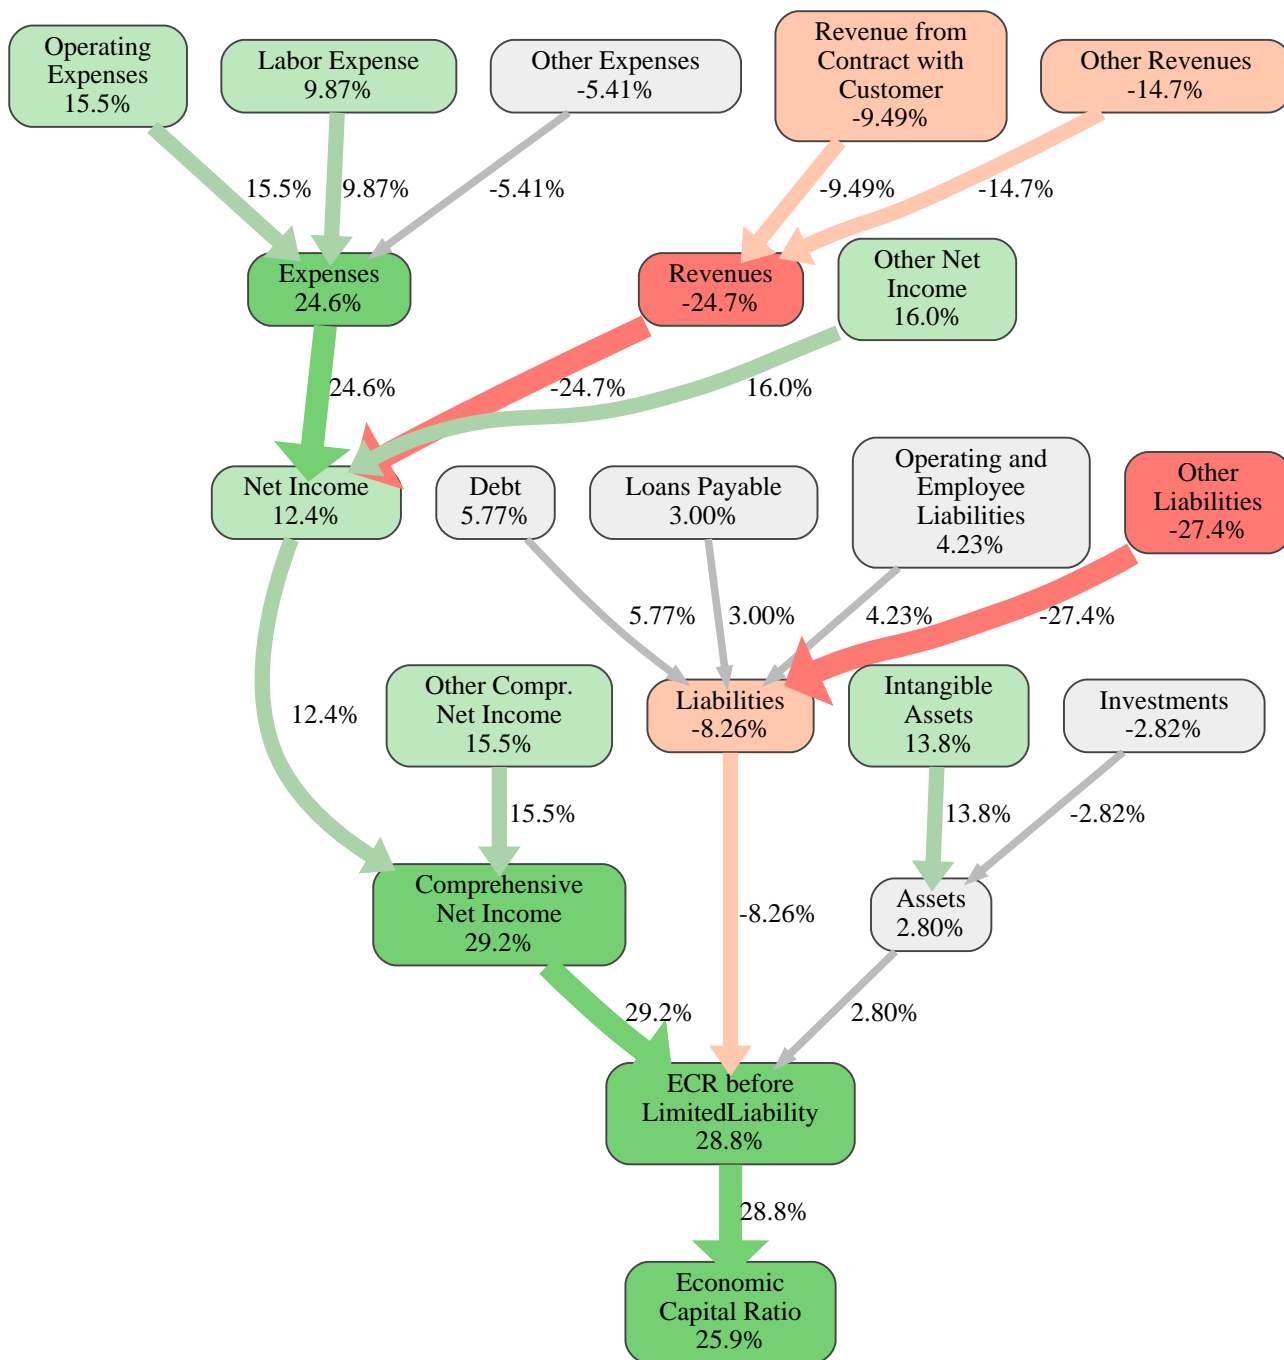 Operating
Expenses
15.5%
Labor Expense
9.87%
Other Expenses
-5.41%
Revenue from
Contract with
Customer
-9.49%
Other Revenues
-14.7%
15.5%
9.87%
-5.41%
-9.49%
-14.7%
Expenses
24.6%
Revenues
-24.7%
Other Net
Income
16.0%
24.6%
-24.7%
16.0%
Net Income
12.4%
Debt
5.77%
Loans Payable
3.00%
Operating and
Employee
Liabilities
4.23%
Other
Liabilities
-27.4%
5.77%
3.00%
4.23%
-27.4%
12.4%
Other Compr.
Net Income
15.5%
Liabilities
-8.26%
Intangible
Assets
13.8%
Investments
-2.82%
15.5%
13.8%
-2.82%
Comprehensive
Net Income
29.2%
-8.26%
Assets
2.80%
29.2%
2.80%
ECR before
LimitedLiability
28.8%
28.8%
Economic
Capital Ratio
25.9%